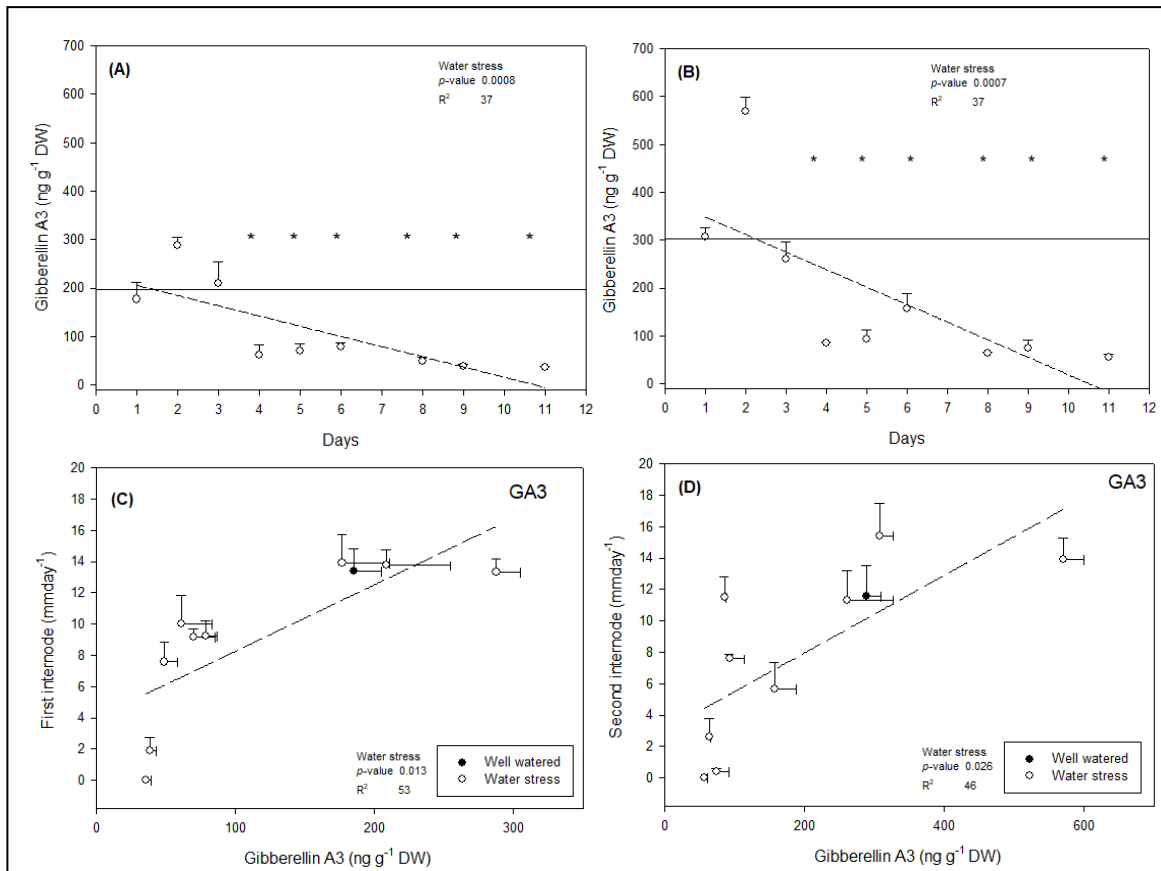 (A)
Water stress
p-value 0.0008
R² 37
Gibberellin A3 (ng g⁻¹ DW)
700
600
500
400
300
200
100
0
* * * * * *
0 1 2 3 4 5 6 7 8 9 10 11 12
Days
(B)
Water stress
p-value 0.0007
R² 37
Gibberellin A3 (ng g⁻¹ DW)
700
600
500
400
300
200
100
0
* * * * * *
0 1 2 3 4 5 6 7 8 9 10 11 12
Days
(C)
GA3
First internode (mmday⁻¹)
20
18
16
14
12
10
8
6
4
2
0
Water stress
p-value 0.013
R² 53
Well watered
Water stress
0 100 200 300
Gibberellin A3 (ng g⁻¹ DW)
(D)
GA3
Second internode (mmday⁻¹)
20
18
16
14
12
10
8
6
4
2
0
Water stress
p-value 0.026
R² 46
Well watered
Water stress
0 200 400 600
Gibberellin A3 (ng g⁻¹ DW)